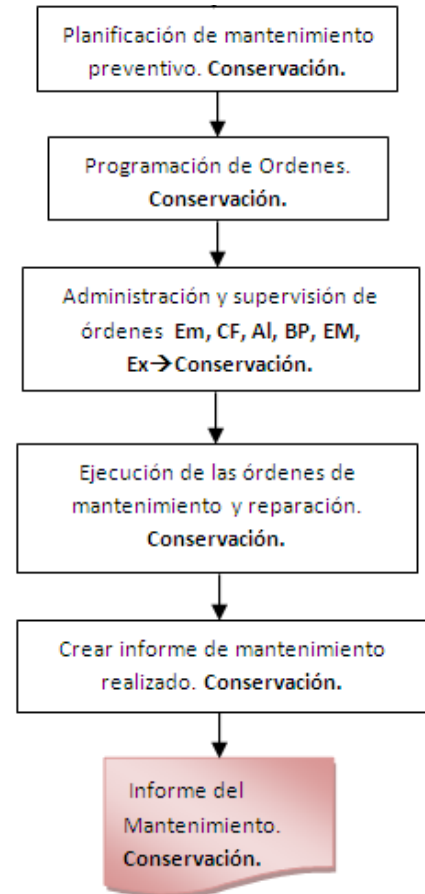 Planificación de mantenimiento
preventivo. Conservación.
Programación de Ordenes.
Conservación.
Administración y supervisión de
órdenes Em, CF, Al, BP, EM,
Ex→Conservación.
Ejecución de las órdenes de
mantenimiento y reparación.
Conservación.
Crear informe de mantenimiento
realizado. Conservación.
Informe del
Mantenimiento.
Conservación.